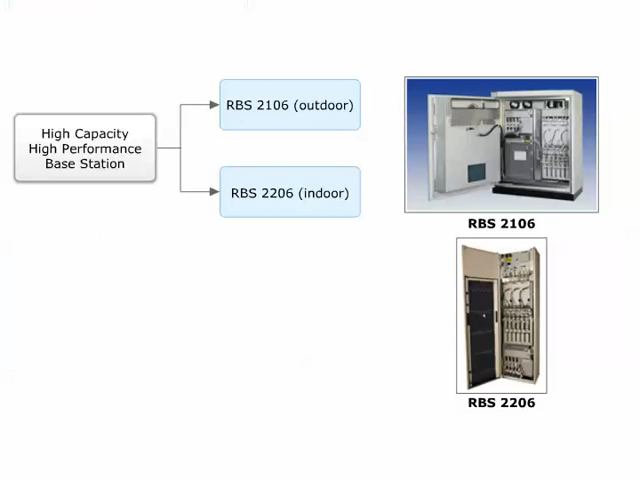 RBS 2106 (outdoor)
High Capacity
High Performance
Base Station
RBS 2206 (indoor)
RBS 2106
RBS 2206